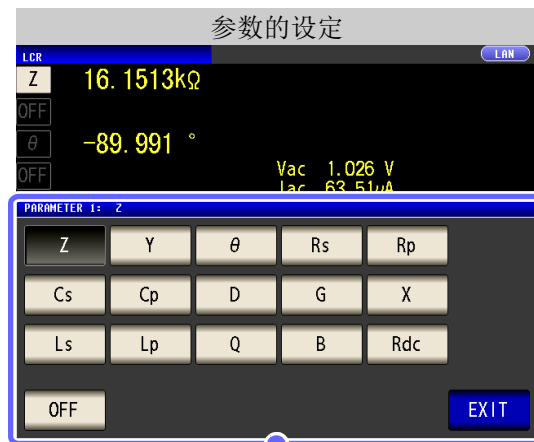 参数的设定
LCR
LAN
Z 16.1513kΩ
OFF
θ -89.991 °
OFF
Vac 1.026 V
Iac 63.51μA
PARAMETER 1: Z
Z Y θ Rs Rp
Cs Cp D G X
Ls Lp Q B Rdc
OFF EXIT